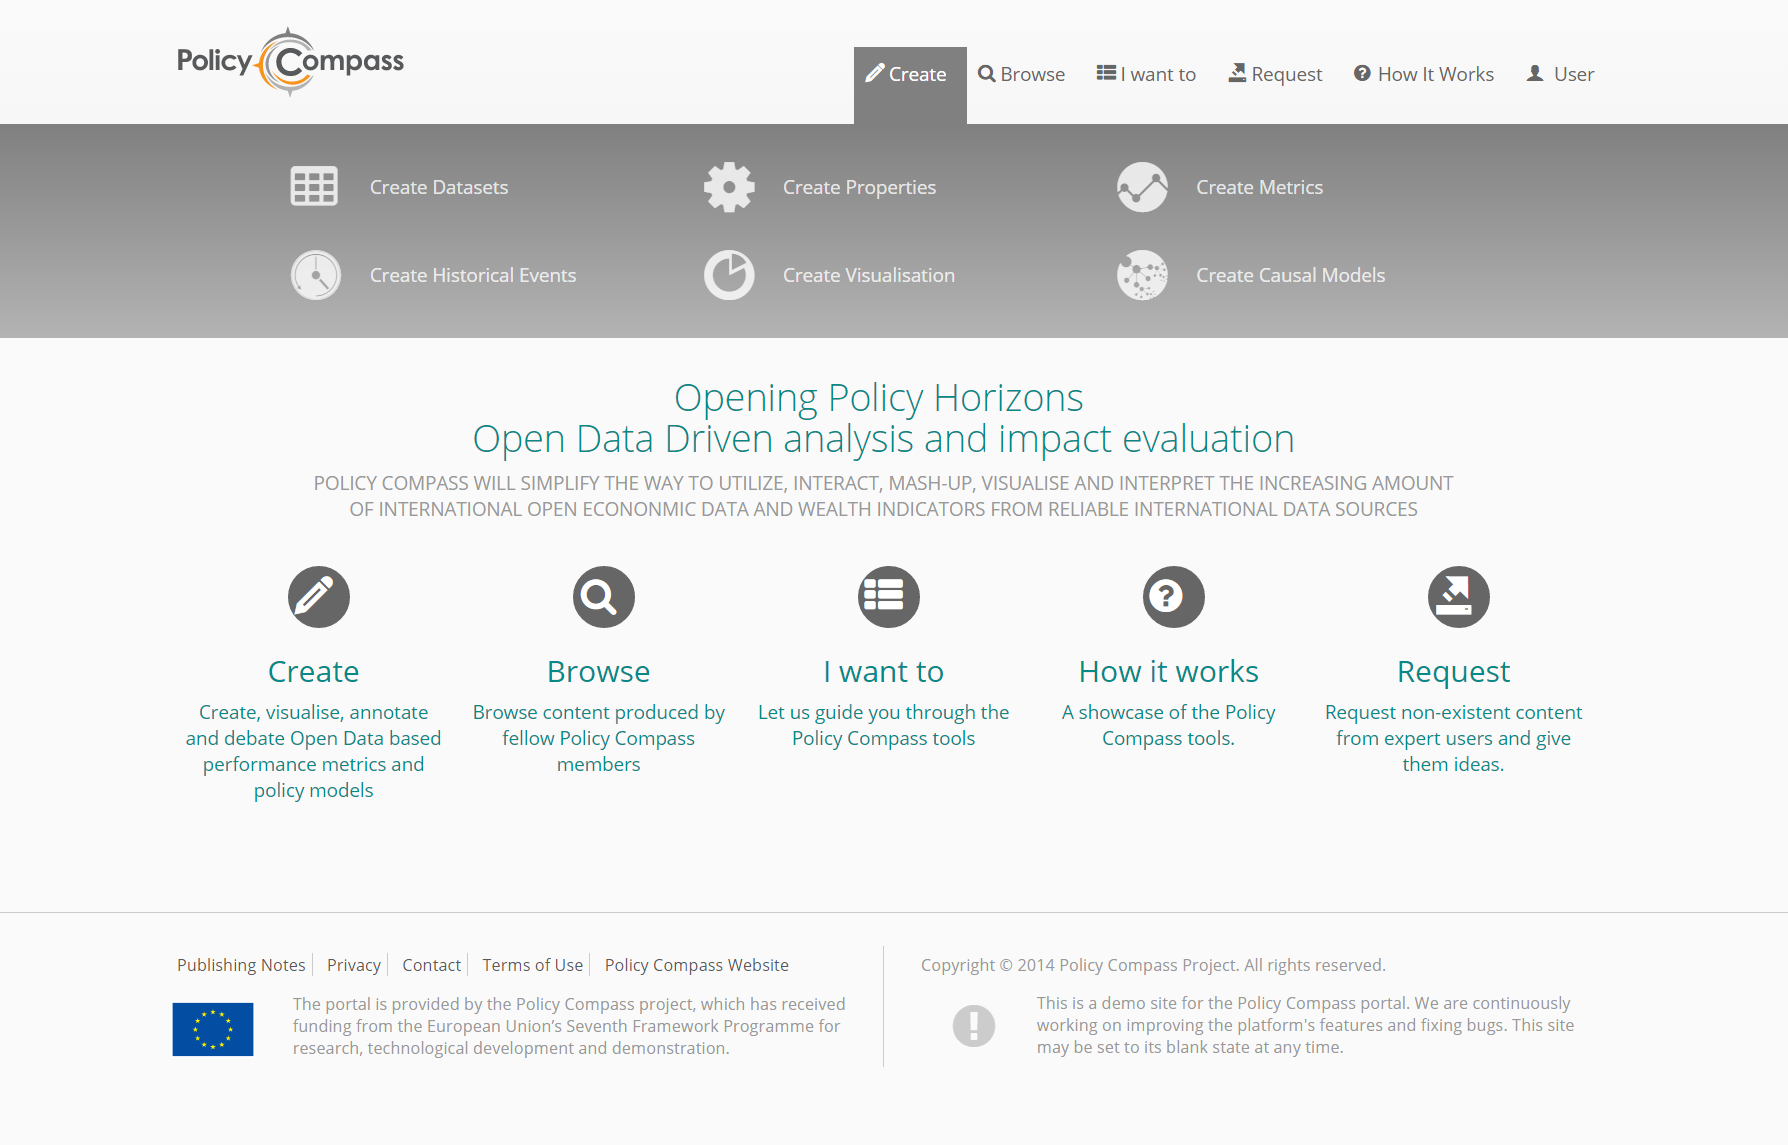 Policy Compass
Create
Browse
I want to
Request
How It Works
User
Create Datasets
Create Properties
Create Metrics
Create Historical Events
Create Visualisation
Create Causal Models
Opening Policy Horizons
Open Data Driven analysis and impact evaluation
POLICY COMPASS WILL SIMPLIFY THE WAY TO UTILIZE, INTERACT, MASH-UP, VISUALISE AND INTERPRET THE INCREASING AMOUNT
OF INTERNATIONAL OPEN ECONONMIC DATA AND WEALTH INDICATORS FROM RELIABLE INTERNATIONAL DATA SOURCES
Create
Create, visualise, annotate
and debate Open Data based
performance metrics and
policy models
Browse
Browse content produced by
fellow Policy Compass
members
I want to
Let us guide you through the
Policy Compass tools
How it works
A showcase of the Policy
Compass tools.
Request
Request non-existent content
from expert users and give
them ideas.
Publishing Notes
Privacy
Contact
Terms of Use
Policy Compass Website
The portal is provided by the Policy Compass project, which has received
funding from the European Union’s Seventh Framework Programme for
research, technological development and demonstration.
Copyright © 2014 Policy Compass Project. All rights reserved.
This is a demo site for the Policy Compass portal. We are continuously
working on improving the platform's features and fixing bugs. This site
may be set to its blank state at any time.